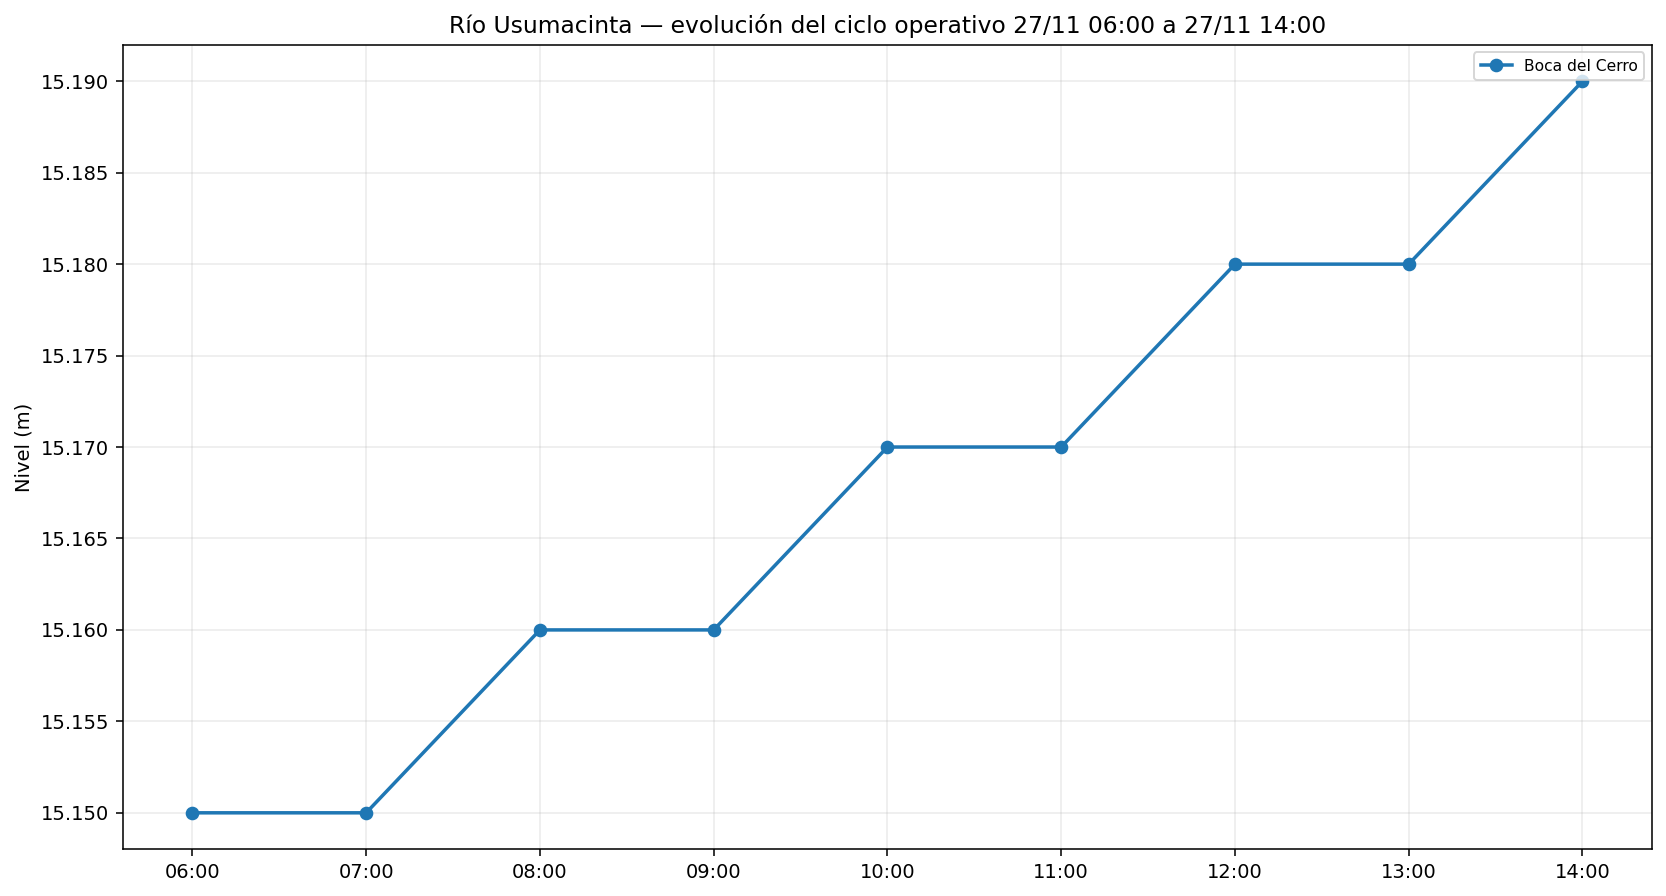 Río Usumacinta — evolución del ciclo operativo 27/11 06:00 a 27/11 14:00
Boca del Cerro
Nivel (m)
15.190
15.185
15.180
15.175
15.170
15.165
15.160
15.155
15.150
06:00 07:00 08:00 09:00 10:00 11:00 12:00 13:00 14:00